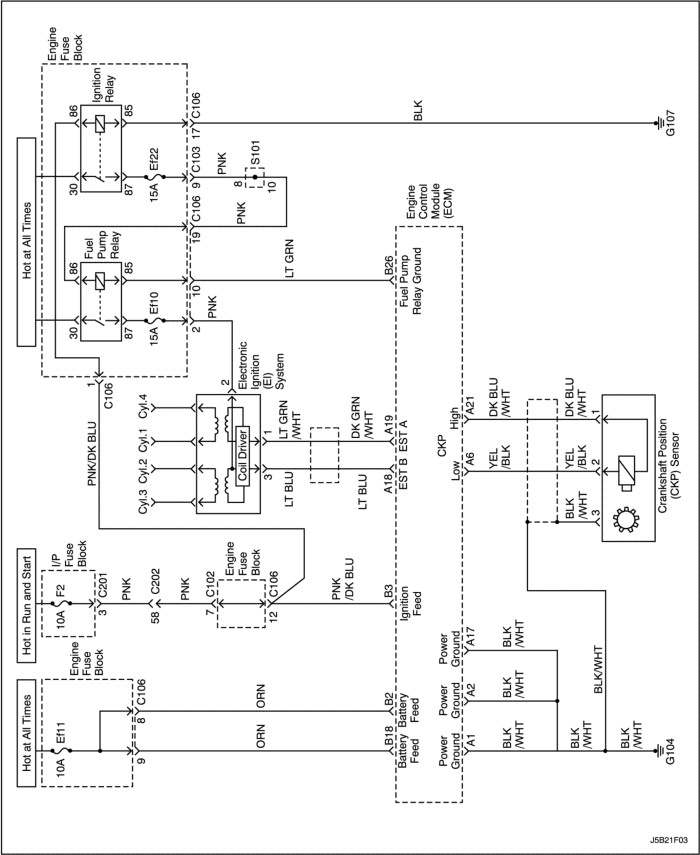 Hot at All Times
Hot in Run and Start
Hot at All Times
Engine
Fuse
Block
10A
Ef11
I/P
Fuse
Block
10A
F2
Engine
Fuse
Block
30
86
Fuel
Pump
Relay
87
85
15A
Ef10
30
86
Ignition
Relay
87
85
15A
Ef22
9
8
C106
3
C201
PNK
58
C202
PNK
7
C102
Engine
Fuse
Block
12
C106
1
C106
PNK/DK BLU
2
10
19
C106
9
C103
17
C106
PNK
8
S101
10
PNK
BLK
G107
PNK
LT GRN
Cyl.3
Cyl.2
Cyl.1
Cyl.4
2
Electronic
Ignition
(EI)
System
Coil Driver
3
1
LT BLU
LT GRN
/WHT
LT BLU
DK GRN
/WHT
ORN
ORN
PNK
/DK BLU
B18
B2
B3
A18
A19
B26
Engine
Control
Module
(ECM)
Battery
Feed
Battery
Feed
Ignition
Feed
EST B
EST A
Fuel Pump
Relay Ground
CKP
Power
Ground
Power
Ground
Power
Ground
Low
High
A1
A2
A17
A6
A21
BLK
/WHT
BLK
/WHT
BLK
/WHT
YEL
/BLK
DK BLU
/WHT
BLK
/WHT
BLK/WHT
BLK
/WHT
YEL
/BLK
DK BLU
/WHT
3
2
1
BLK
/WHT
G104
Crankshaft Position
(CKP) Sensor
J5B21F03